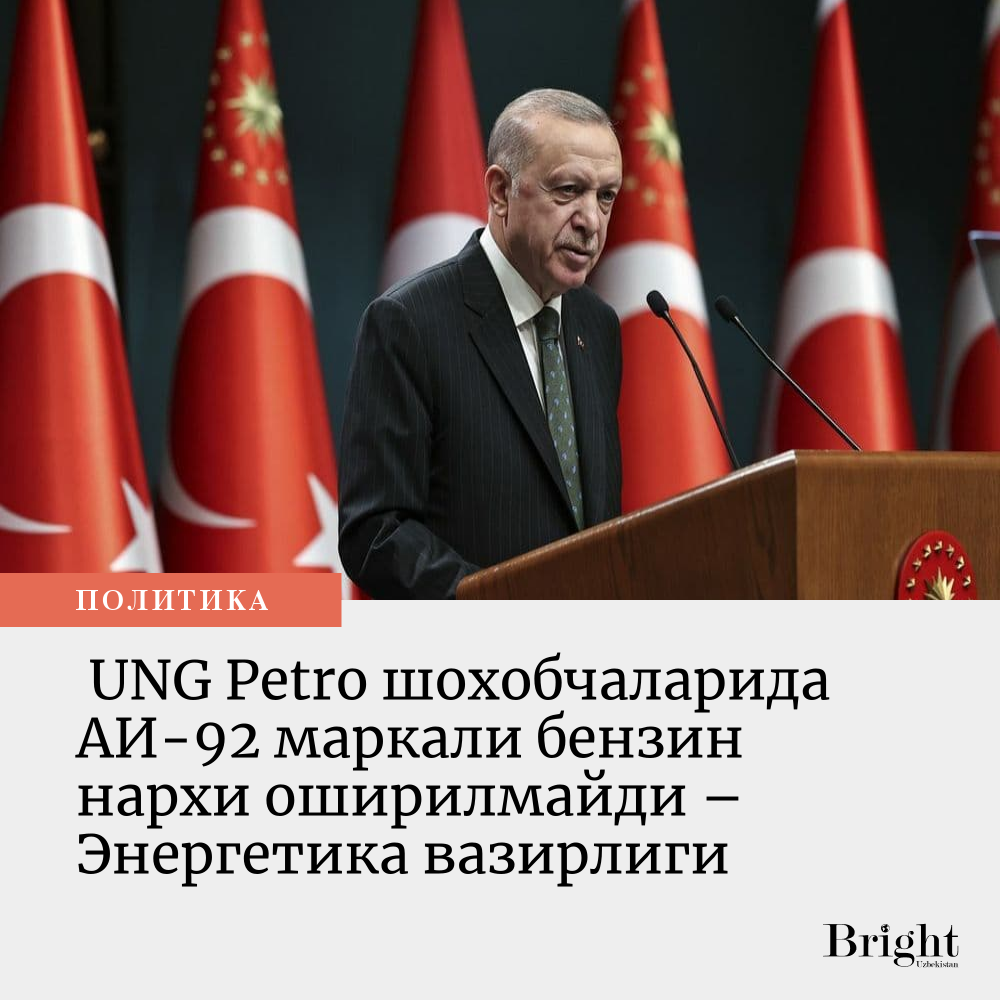 ПОЛИТИКА
UNG Petro шохобчаларида
АИ-92 маркали бензин
нархи оширилмайди –
Энергетика вазирлиги
Bright
Uzbekistan